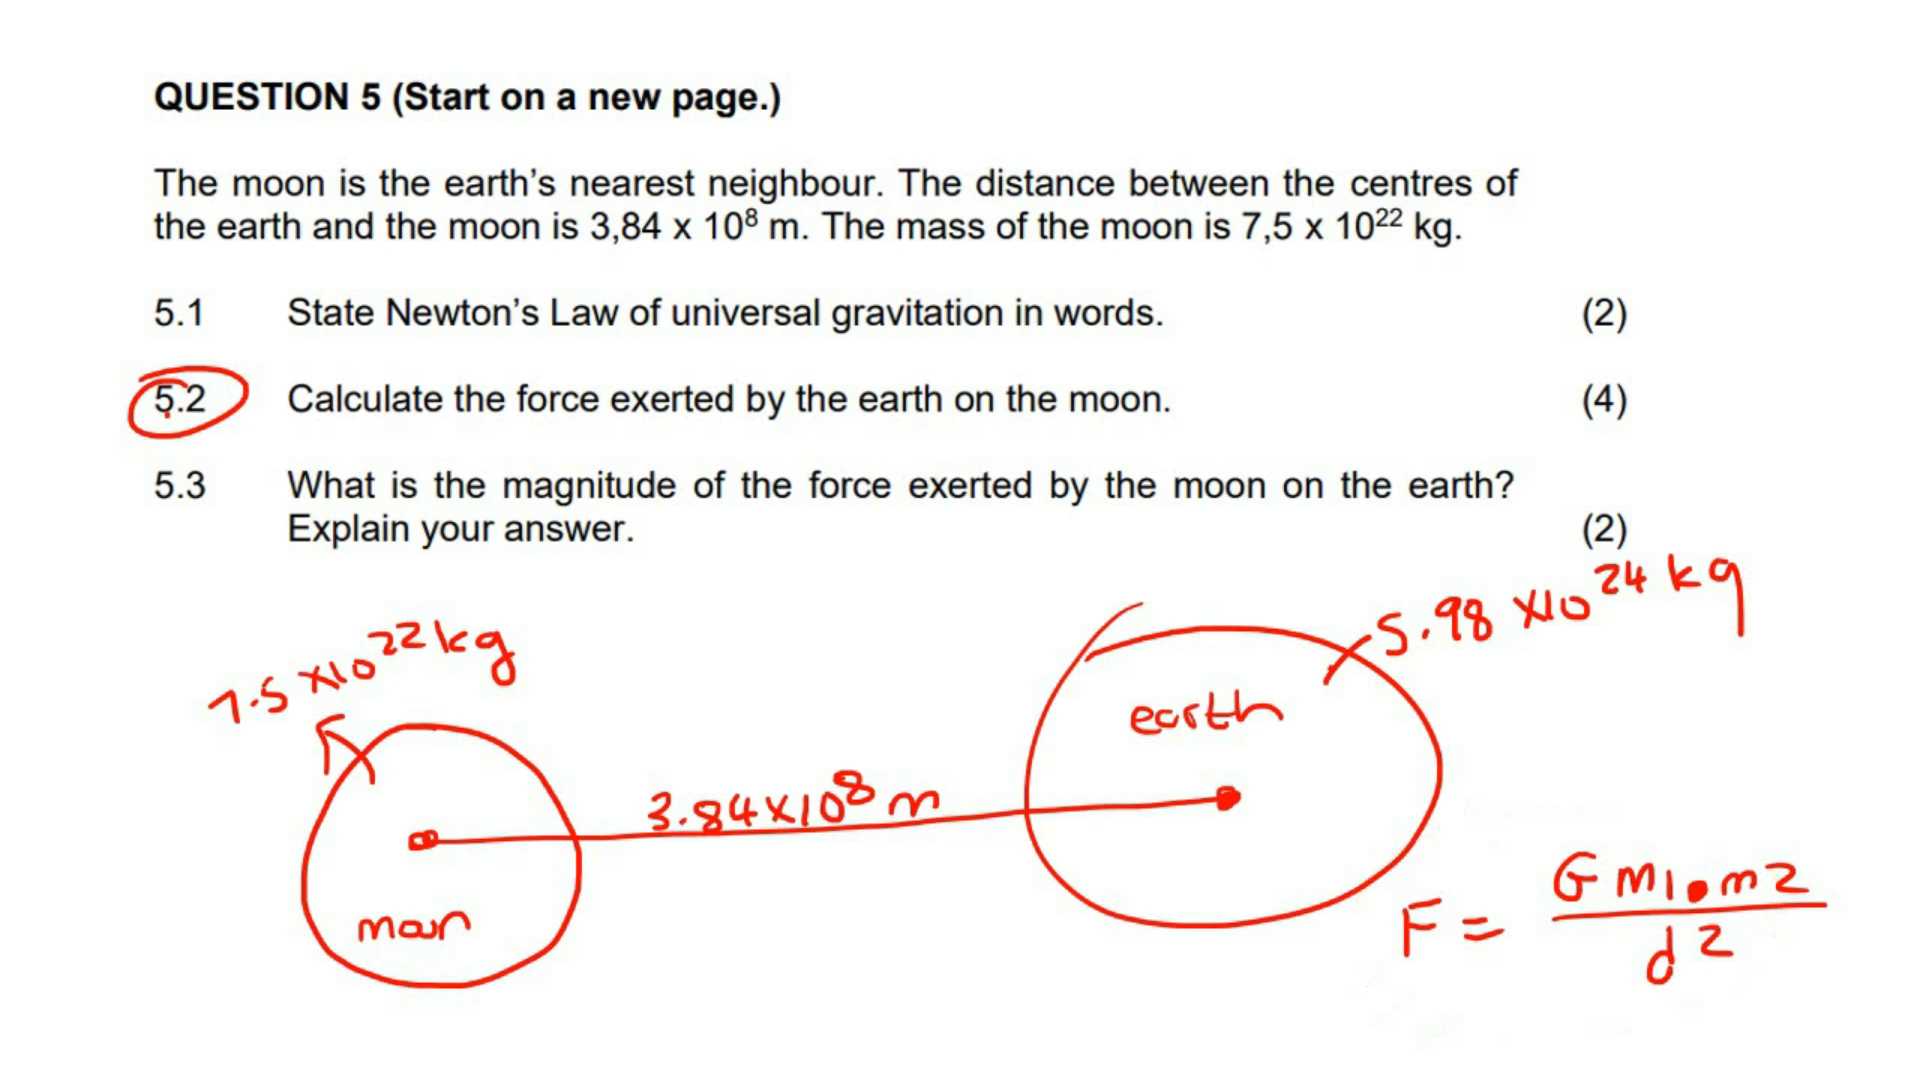 QUESTION 5 (Start on a new page.)
The moon is the earth's nearest neighbour. The distance between the centres of
the earth and the moon is 3,84 x 10⁸ m. The mass of the moon is 7,5 x 10²² kg.
5.1 State Newton's Law of universal gravitation in words. (2)
5.2 Calculate the force exerted by the earth on the moon. (4)
5.3 What is the magnitude of the force exerted by the moon on the earth?
Explain your answer. (2)
5.98 x10²⁴ kg
7.5 x10²² kg
earth
3.84x10⁸ m
moon
F = G m1.m2
d²